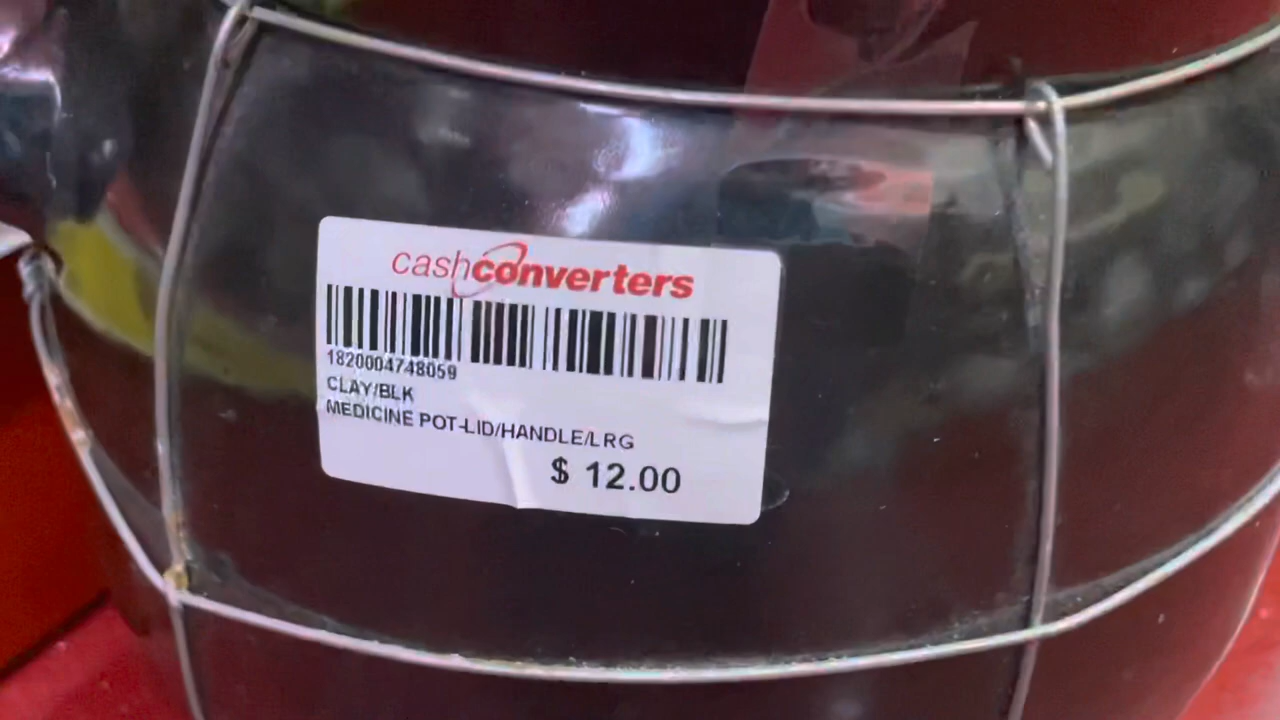 cashconverters
1820004748059
CLAY/BLK
MEDICINE POT-LID/HANDLE/LRG
$ 12.00